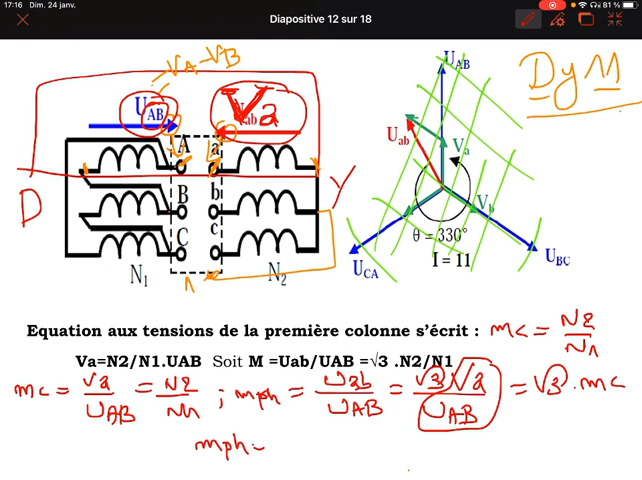 17:16 Dim. 24 janv.
81 %
Diapositive 12 sur 18
VA - VB
UAB
Va
Dy11
UAB
A a
D
B b
Y
C c
N1
N2
Uab
Va
Vb
θ = 330°
I = 11
UCA
UBC
Equation aux tensions de la première colonne s'écrit :
mc = N2/N1
Va=N2/N1.UAB Soit M =Uab/UAB =√3 .N2/N1
mc = Va/UAB = N2/N1 ; mph = Uab/UAB = √3 Va/UAB = √3 . mc
mph =